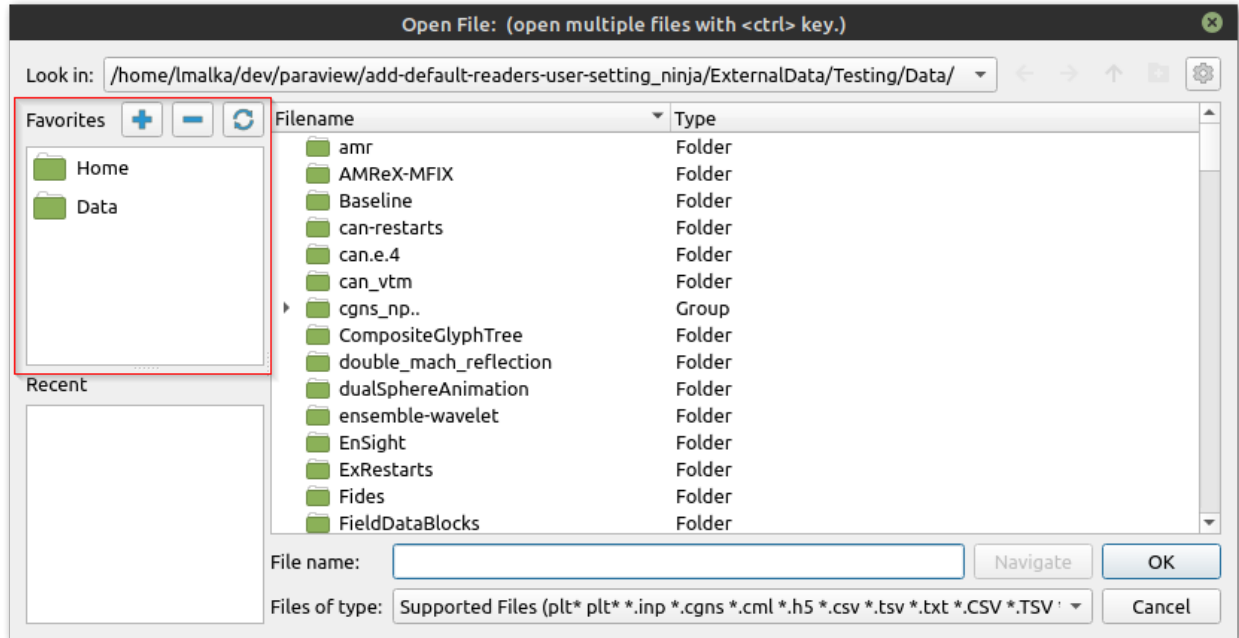 Open File:  (open multiple files with <ctrl> key.)
Look in: /home/lmalka/dev/paraview/add-default-readers-user-setting_ninja/ExternalData/Testing/Data/
Favorites
Home
Data
Recent
Filename Type
amr Folder
AMReX-MFIX Folder
Baseline Folder
can-restarts Folder
can.e.4 Folder
can_vtm Folder
cgns_np.. Group
CompositeGlyphTree Folder
double_mach_reflection Folder
dualSphereAnimation Folder
ensemble-wavelet Folder
EnSight Folder
ExRestarts Folder
Fides Folder
FieldDataBlocks Folder
File name: Navigate OK
Files of type: Supported Files (plt* plt* *.inp *.cgns *.cml *.h5 *.csv *.tsv *.txt *.CSV *.TSV Cancel